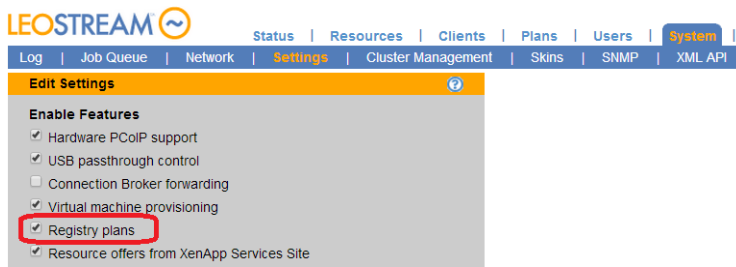 LEOSTREAM
Status | Resources | Clients | Plans | Users | System |
Log | Job Queue | Network | Settings | Cluster Management | Skins | SNMP | XML API
Edit Settings ?
Enable Features
Hardware PCoIP support
USB passthrough control
Connection Broker forwarding
Virtual machine provisioning
Registry plans
Resource offers from XenApp Services Site